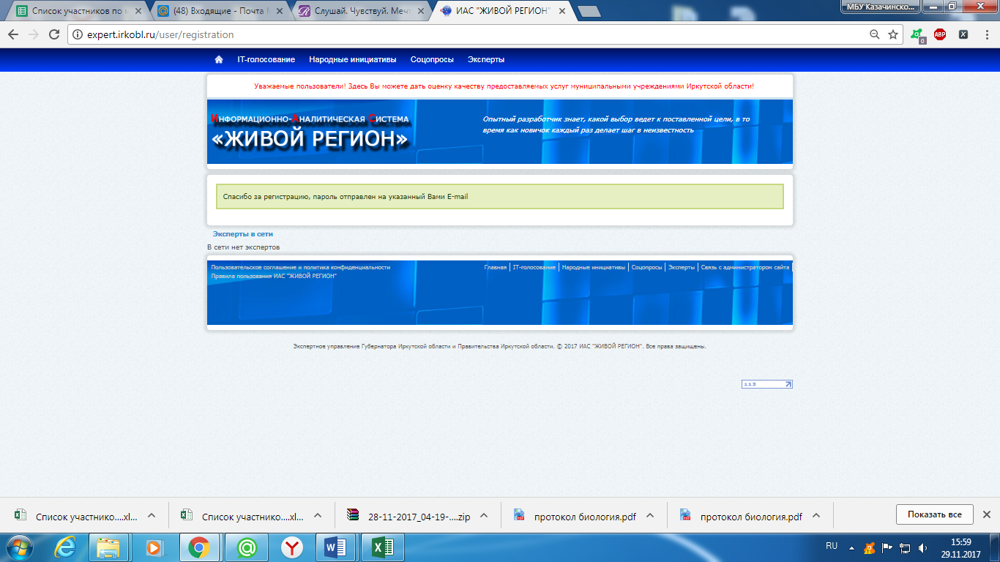 Список участников по м
(48) Входящие - Почта M
Слушай. Чувствуй. Мечт
ИАС "ЖИВОЙ РЕГИОН"
МБУ Казачинско...
expert.irkobl.ru/user/registration
0
ABP
IT-голосование Народные инициативы Соцопросы Эксперты
Уважаемые пользователи! Здесь Вы можете дать оценку качеству предоставляемых услуг муниципальными учреждениями Иркутской области!
Информационно-Аналитическая Система
«ЖИВОЙ РЕГИОН»
Опытный разработчик знает, какой выбор ведет к поставленной цели, в то
время как новичок каждый раз делает шаг в неизвестность
Спасибо за регистрацию, пароль отправлен на указанный Вами E-mail
Эксперты в сети
В сети нет экспертов
Пользовательское соглашение и политика конфиденциальности
Правила пользования ИАС "ЖИВОЙ РЕГИОН"
Главная IT-голосование Народные инициативы Соцопросы Эксперты Связь с администратором сайта
Экспертное управление Губернатора Иркутской области и Правительства Иркутской области. © 2017 ИАС "ЖИВОЙ РЕГИОН". Все права защищены.
Список участнико....xl...
Список участнико....xl...
28-11-2017_04-19-....zip
протокол биология.pdf
протокол биология.pdf
Показать все
RU
15:59
29.11.2017